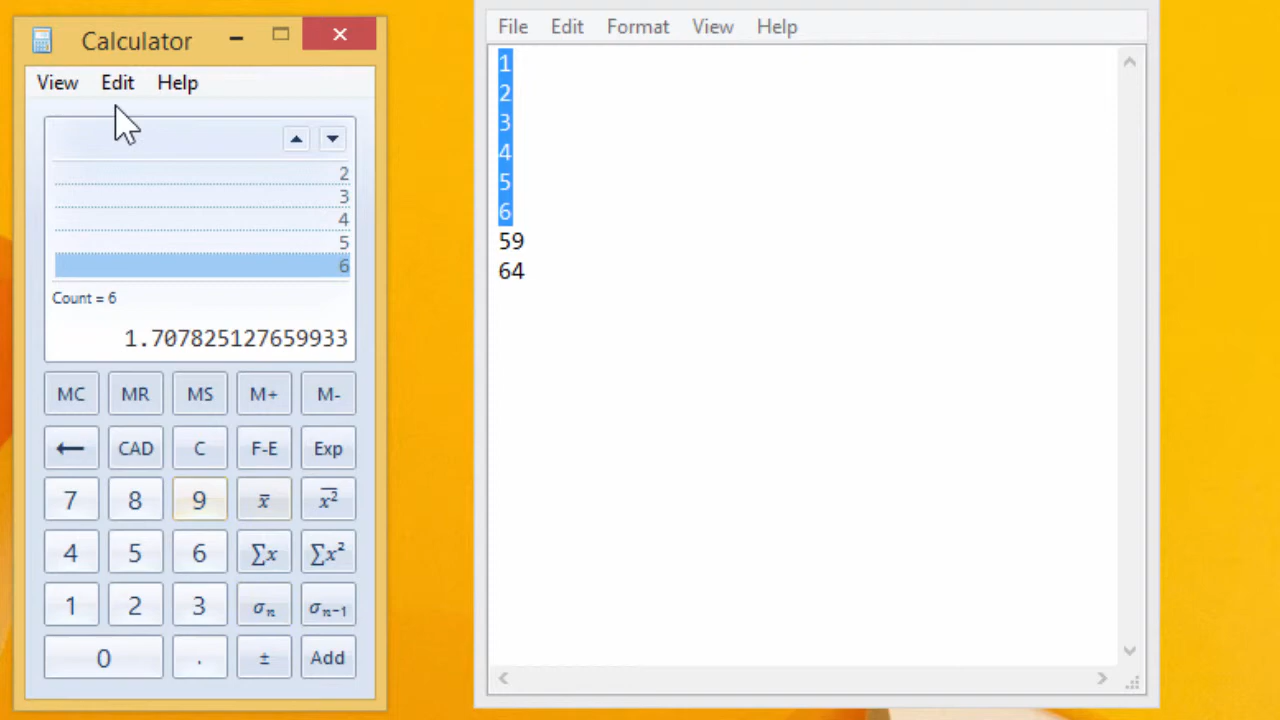 Calculator
View Edit Help
2
3
4
5
6
Count = 6
1.707825127659933
MC MR MS M+ M-
← CAD C F-E Exp
7 8 9 x̅ x̅²
4 5 6 ∑x ∑x²
1 2 3 σn σn-1
0 . ± Add
File Edit Format View Help
1
2
3
4
5
6
59
64